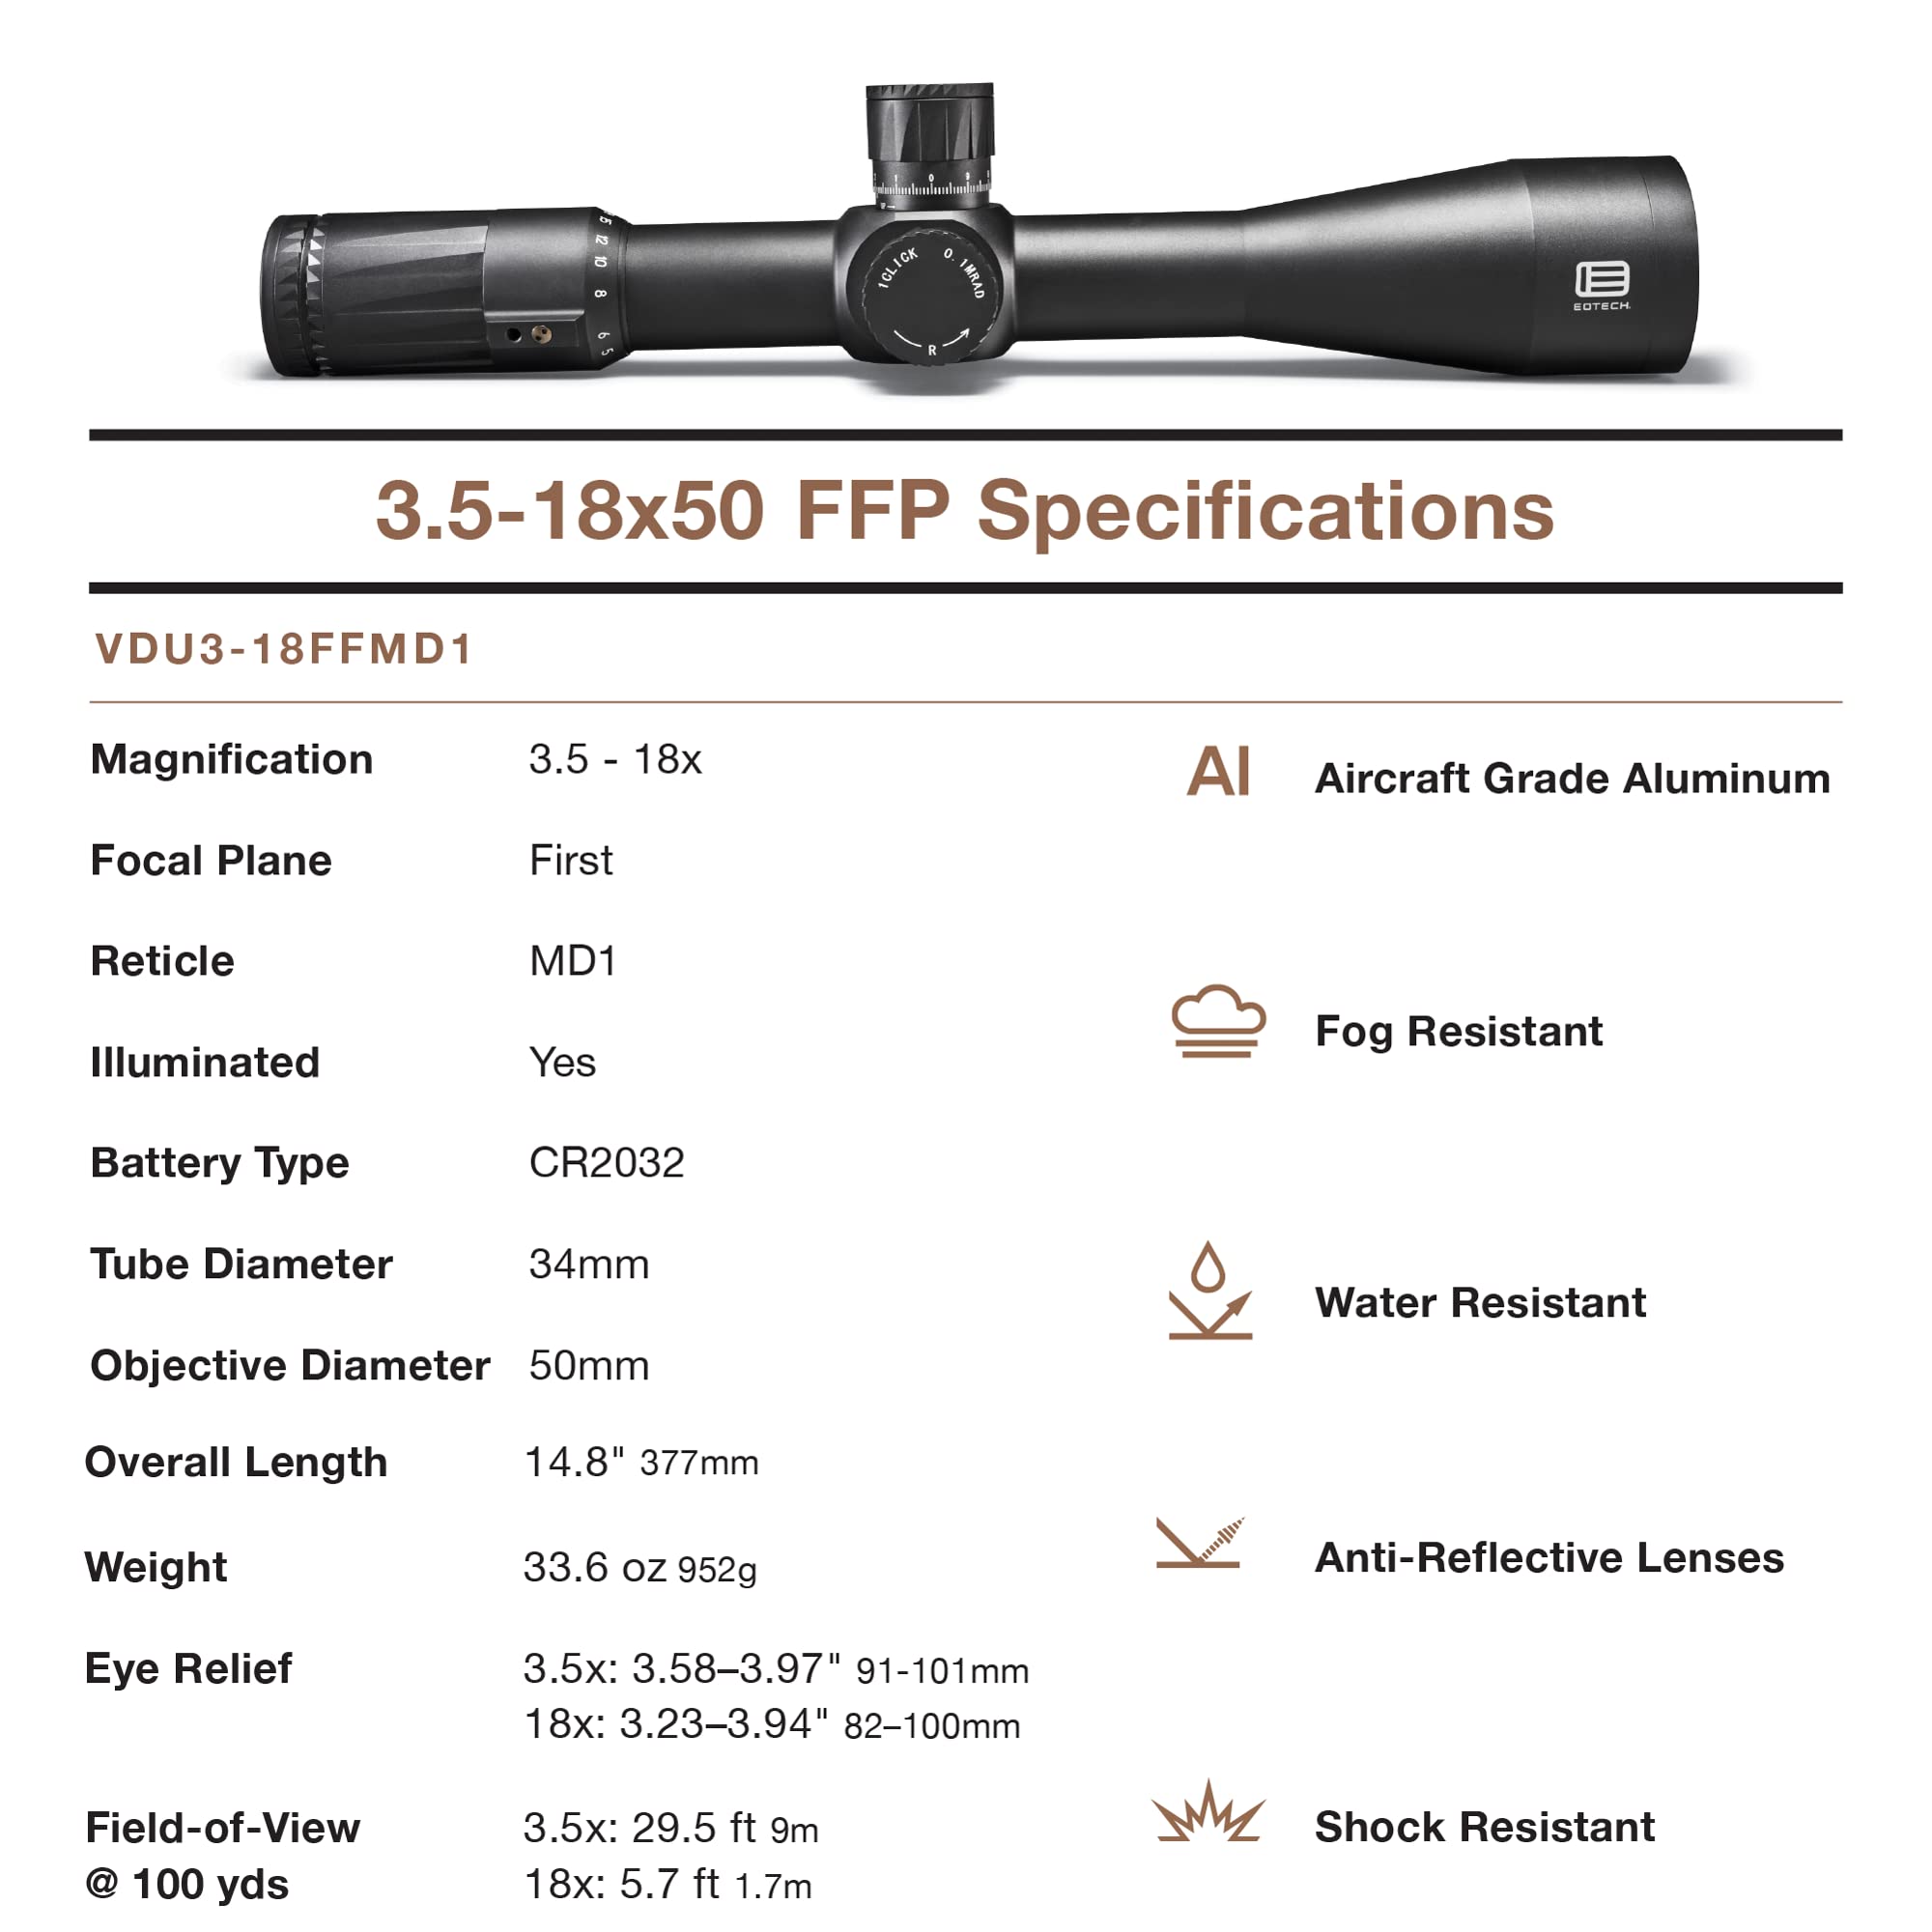 1 0 9
1CLICK 0.1MRAD
R
12 10 8 6 5
EOTECH
3.5-18x50 FFP Specifications
VDU3-18FFMD1
Magnification 3.5 - 18x
Al Aircraft Grade Aluminum
Focal Plane First
Reticle MD1
Fog Resistant
Illuminated Yes
Battery Type CR2032
Tube Diameter 34mm
Water Resistant
Objective Diameter 50mm
Overall Length 14.8" 377mm
Weight 33.6 oz 952g
Anti-Reflective Lenses
Eye Relief 3.5x: 3.58–3.97" 91-101mm
18x: 3.23–3.94" 82–100mm
Field-of-View 3.5x: 29.5 ft 9m
Shock Resistant
@ 100 yds 18x: 5.7 ft 1.7m